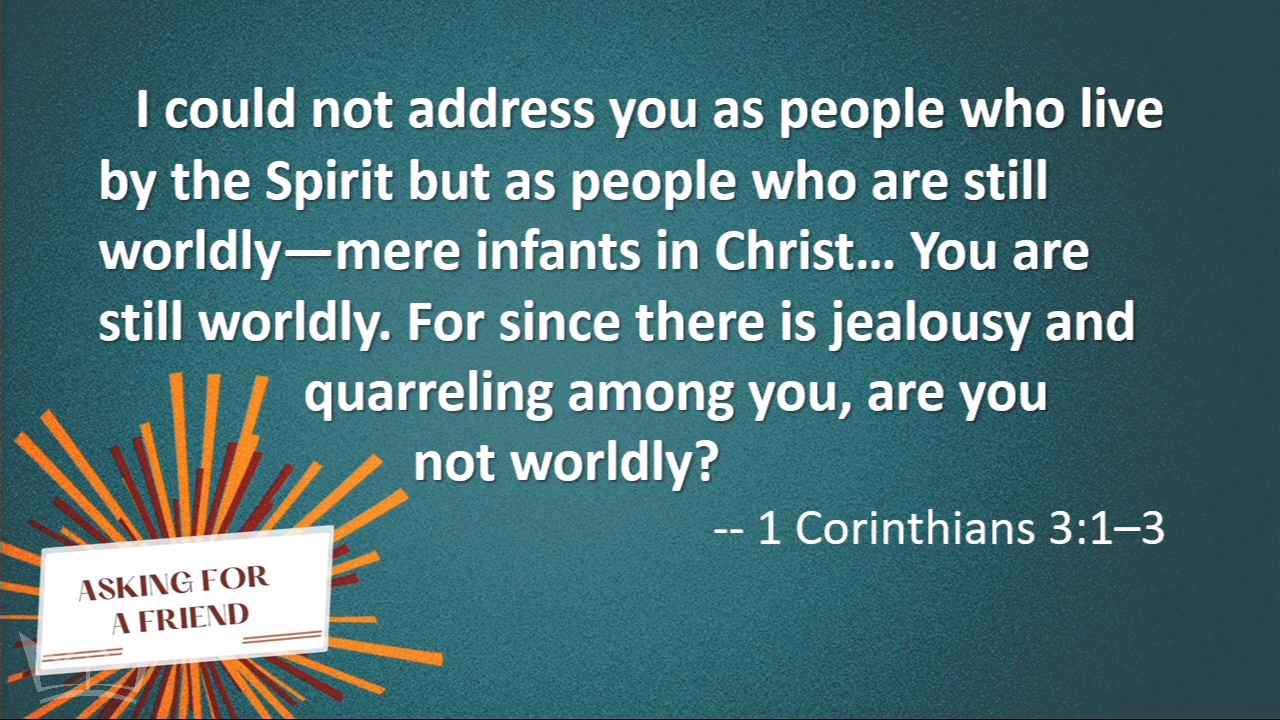 I could not address you as people who live
by the Spirit but as people who are still
worldly—mere infants in Christ… You are
still worldly. For since there is jealousy and
quarreling among you, are you
not worldly?
-- 1 Corinthians 3:1–3
ASKING FOR
A FRIEND